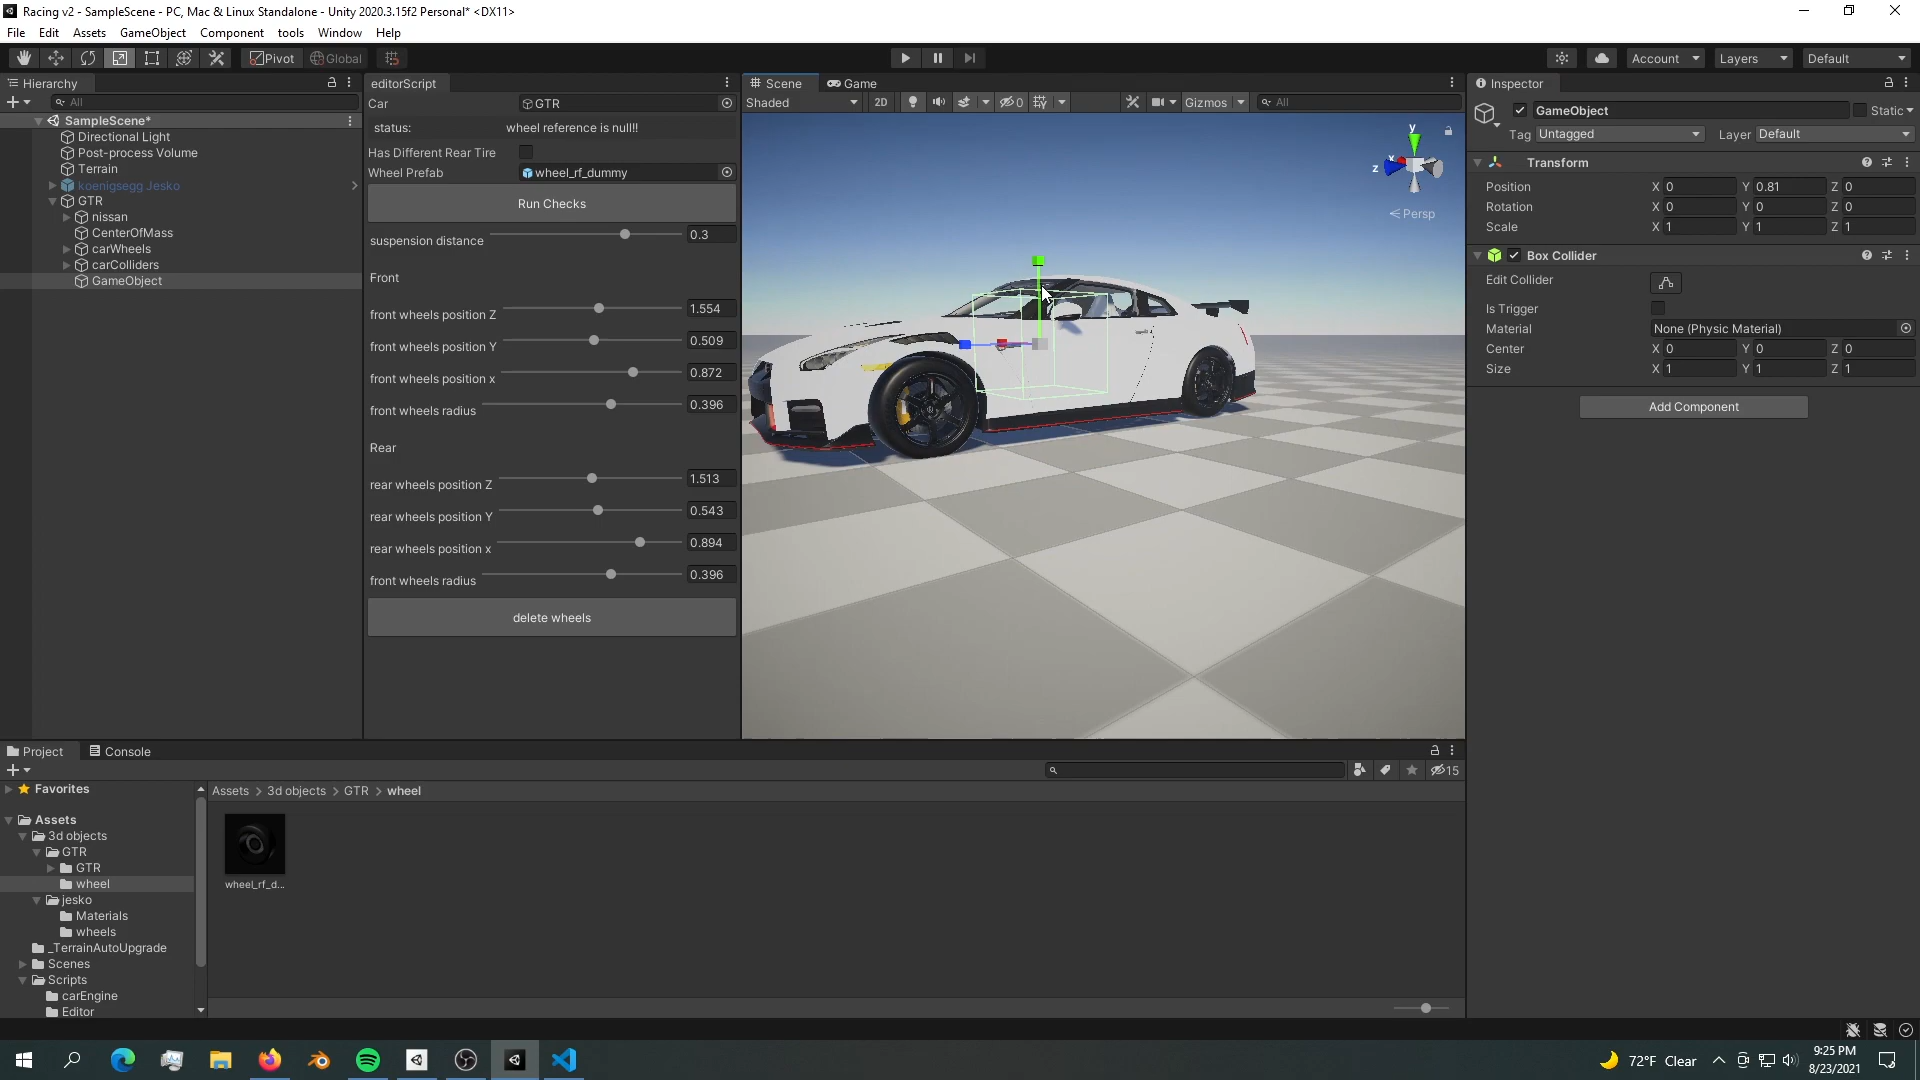 Racing v2 - SampleScene - PC, Mac & Linux Standalone - Unity 2020.3.15f2 Personal* <DX11>
File Edit Assets GameObject Component tools Window Help
Pivot Global Account Layers Default
Hierarchy
All
SampleScene*
Directional Light
Post-process Volume
Terrain
koenigsegg Jesko
GTR
nissan
CenterOfMass
carWheels
carColliders
GameObject
editorScript
Car GTR
status: wheel reference is null!!
Has Different Rear Tire
Wheel Prefab wheel_rf_dummy
Run Checks
suspension distance 0.3
Front
front wheels position Z 1.554
front wheels position Y 0.509
front wheels position x 0.872
front wheels radius 0.396
Rear
rear wheels position Z 1.513
rear wheels position Y 0.543
rear wheels position x 0.894
front wheels radius 0.396
delete wheels
Scene Game
Shaded 2D 0 Gizmos All
y
x
z
Persp
Inspector
GameObject Static
Tag Untagged Layer Default
Transform
Position X 0 Y 0.81 Z 0
Rotation X 0 Y 0 Z 0
Scale X 1 Y 1 Z 1
Box Collider
Edit Collider
Is Trigger
Material None (Physic Material)
Center X 0 Y 0 Z 0
Size X 1 Y 1 Z 1
Add Component
Project Console
15
Favorites
Assets
3d objects
GTR
GTR
wheel
jesko
Materials
wheels
_TerrainAutoUpgrade
Scenes
Scripts
carEngine
Editor
Assets > 3d objects > GTR > wheel
wheel_rf_d...
72°F Clear
9:25 PM
8/23/2021